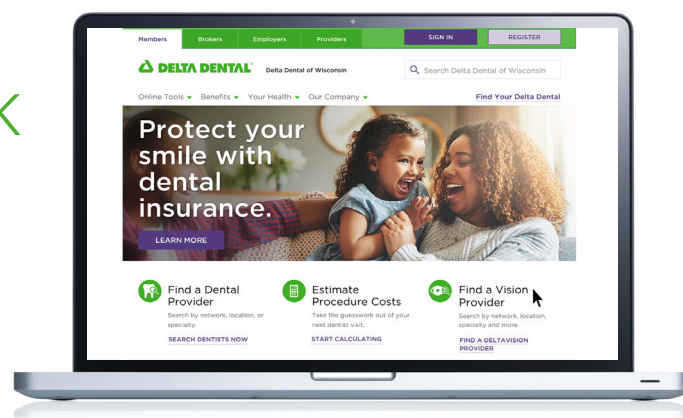 Members Brokers Employers Providers SIGN IN REGISTER
DELTA DENTAL® Delta Dental of Wisconsin Search Delta Dental of Wisconsin
Online Tools Benefits Your Health Our Company Find Your Delta Dental
Protect your
smile with
dental
insurance.
LEARN MORE
Find a Dental
Provider
Search by network, location, or
specialty.
SEARCH DENTISTS NOW
Estimate
Procedure Costs
Take the guesswork out of your
next dentist visit.
START CALCULATING
Find a Vision
Provider
Search by network, location,
specialty and more.
FIND A DELTAVISION
PROVIDER